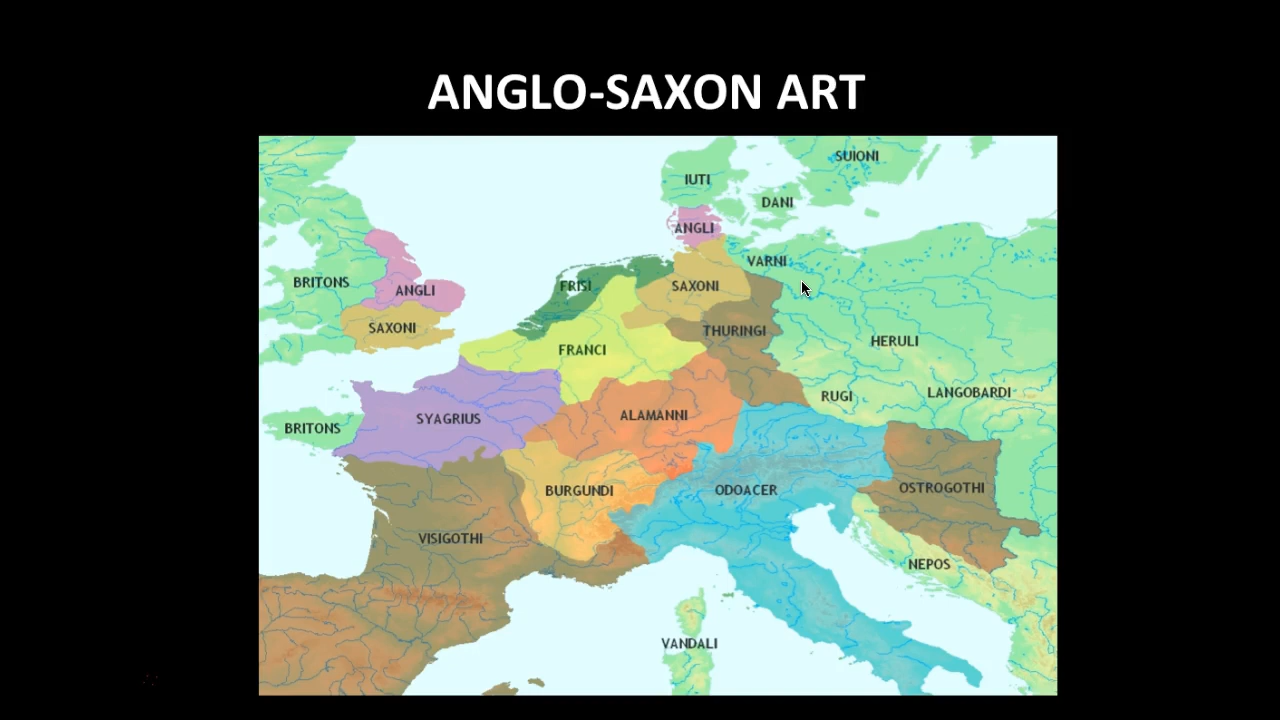 ANGLO-SAXON ART
SUIONI
IUTI
DANI
ANGLI
VARNI
BRITONS
ANGLI
FRISI
SAXONI
SAXONI
THURINGI
HERULI
FRANCI
RUGI
LANGOBARDI
SYAGRIUS
ALAMANNI
BRITONS
BURGUNDI
ODOACER
OSTROGOTHI
VISIGOTHI
NEPOS
VANDALI